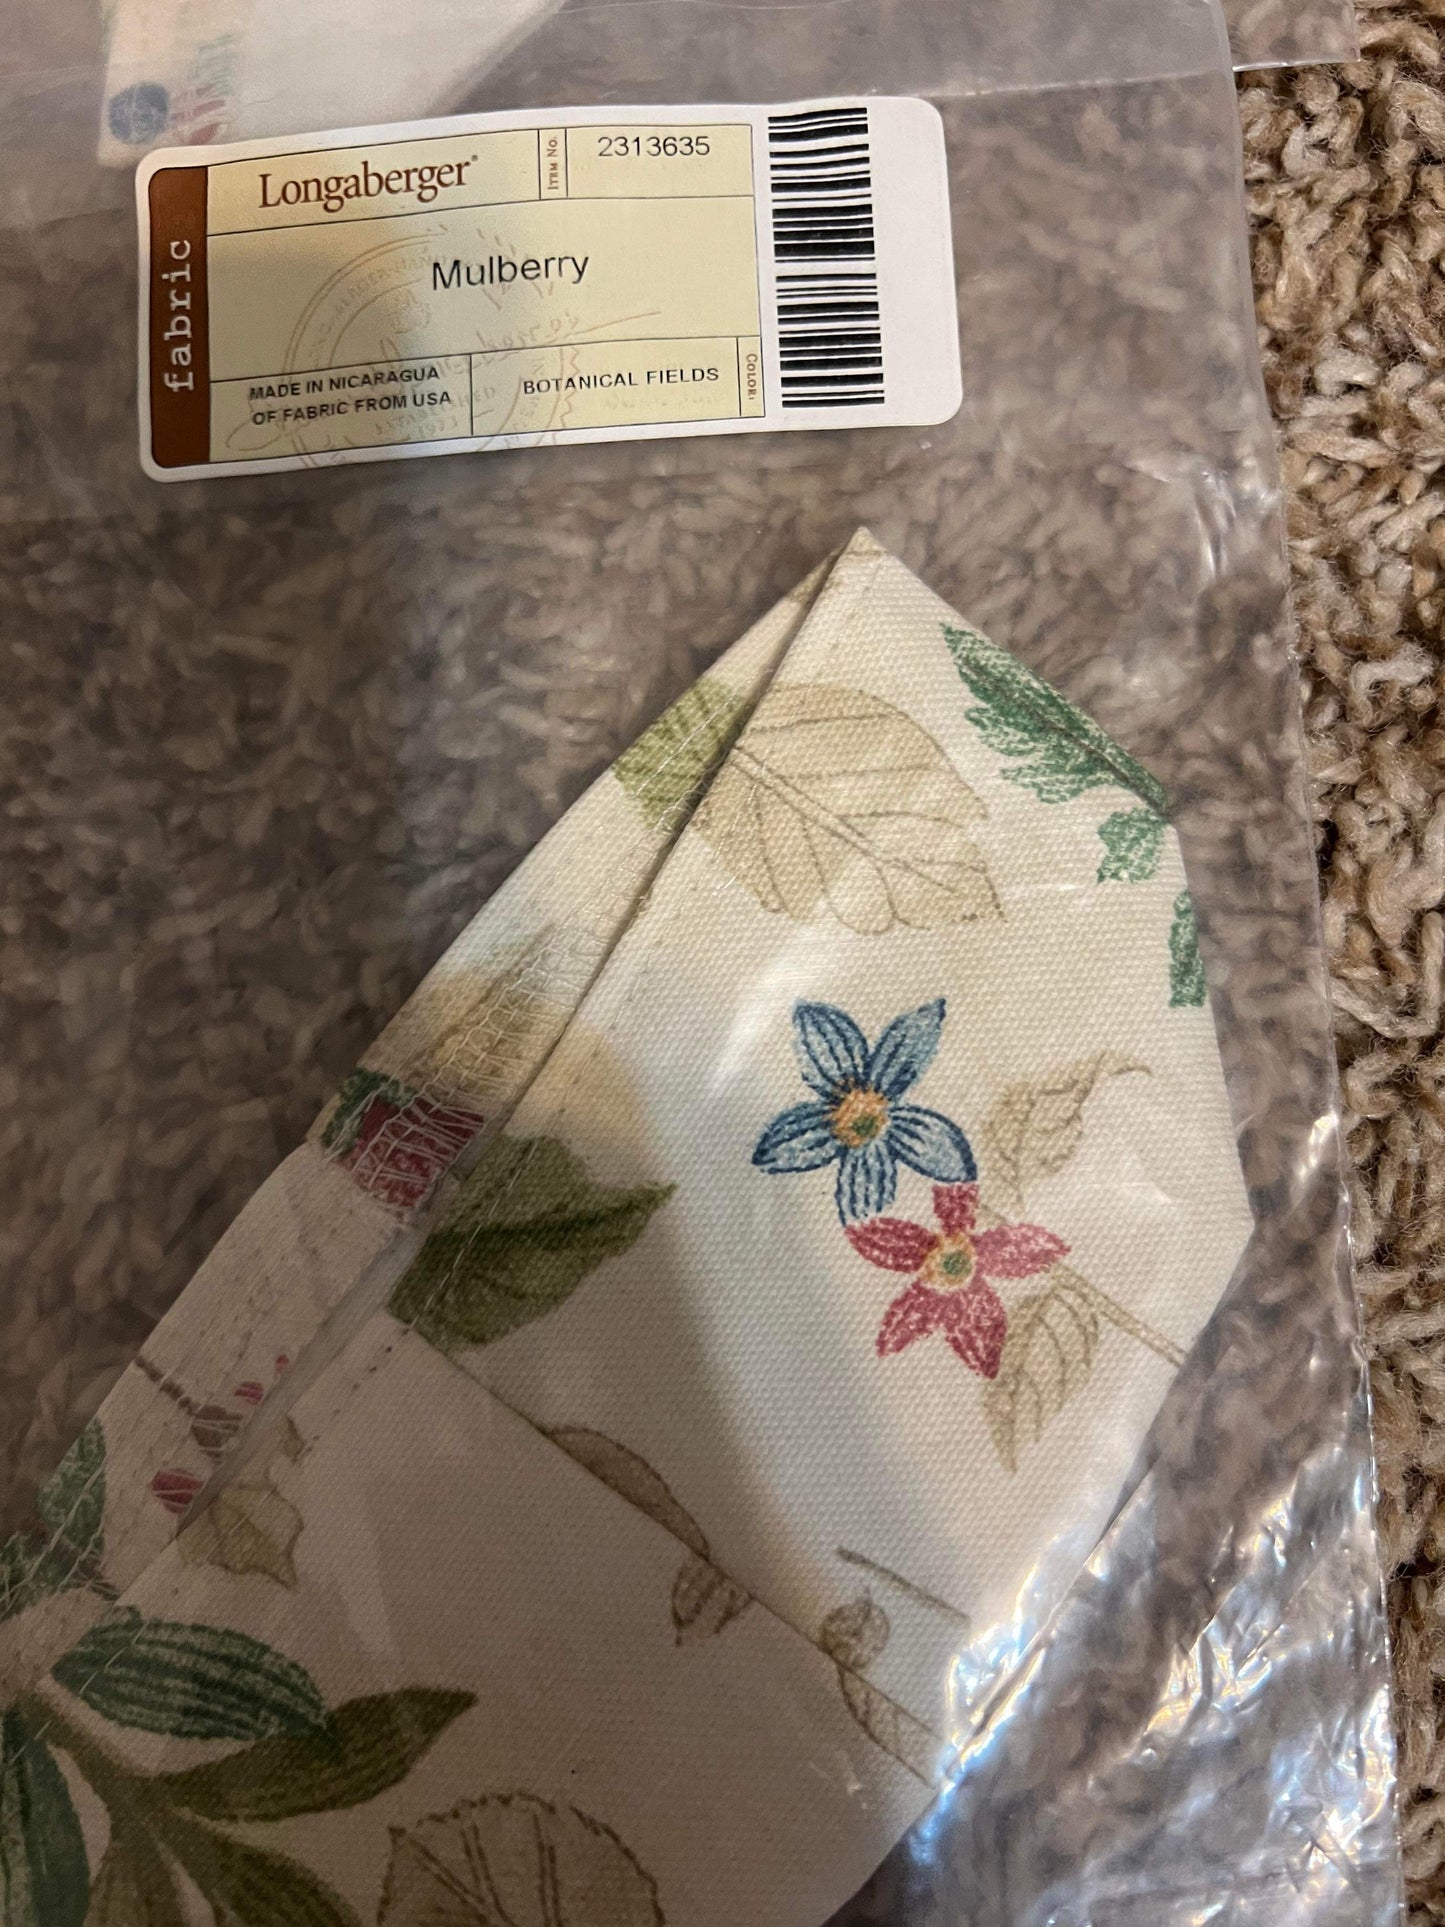 fabric
Longaberger®
ITEM NO.
2313635
Mulberry
MADE IN NICARAGUA
OF FABRIC FROM USA
BOTANICAL FIELDS
COLOR: